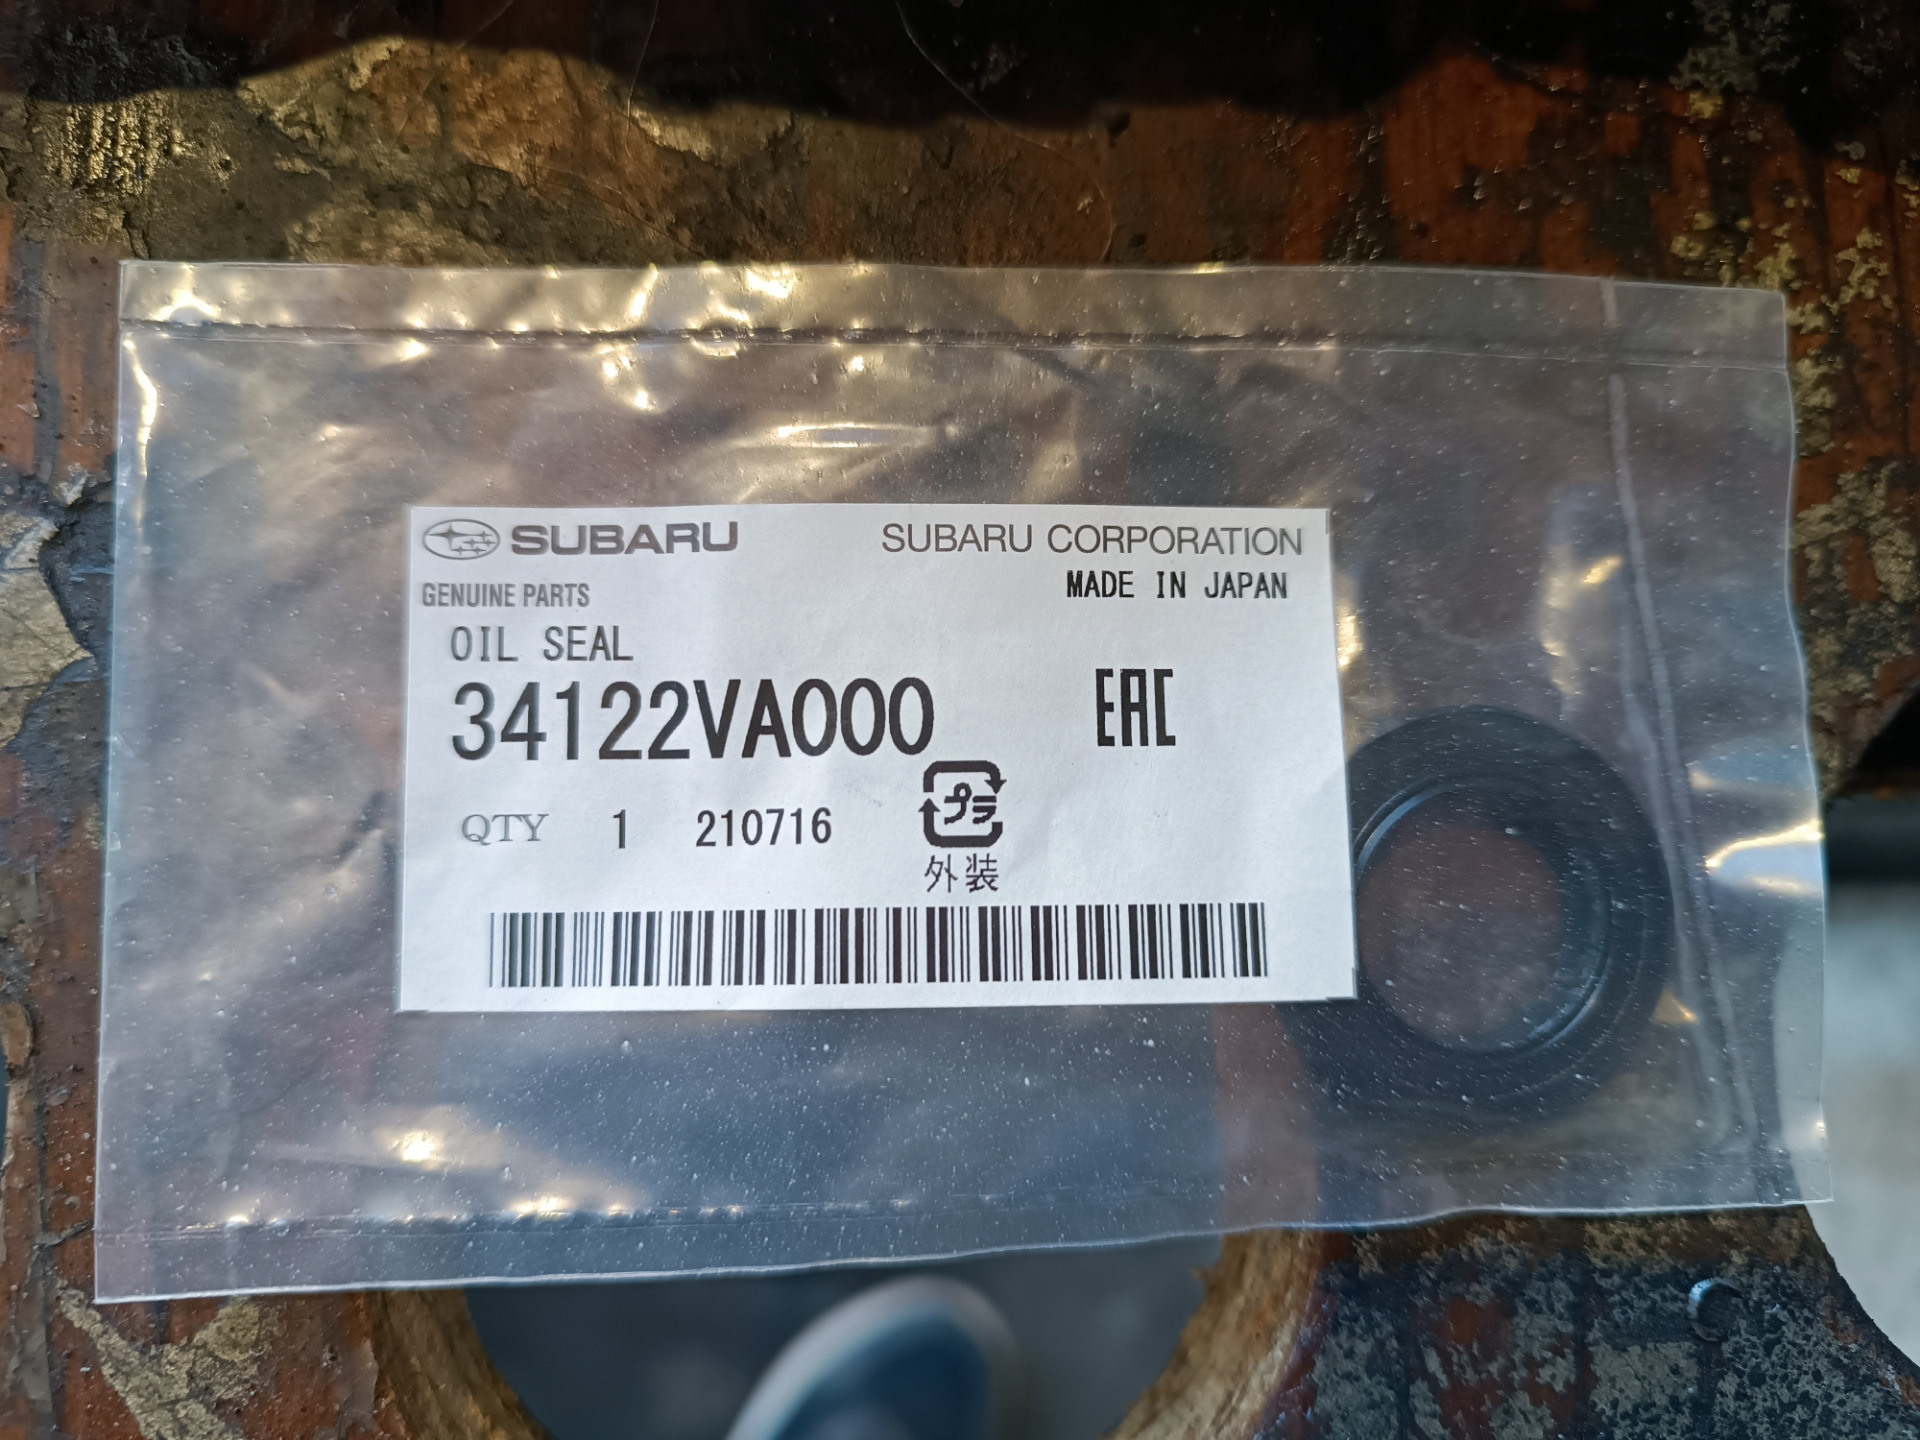 SUBARU SUBARU CORPORATION
GENUINE PARTS MADE IN JAPAN
OIL SEAL
34122VA000 EAC
QTY 1 210716 プラ
外装